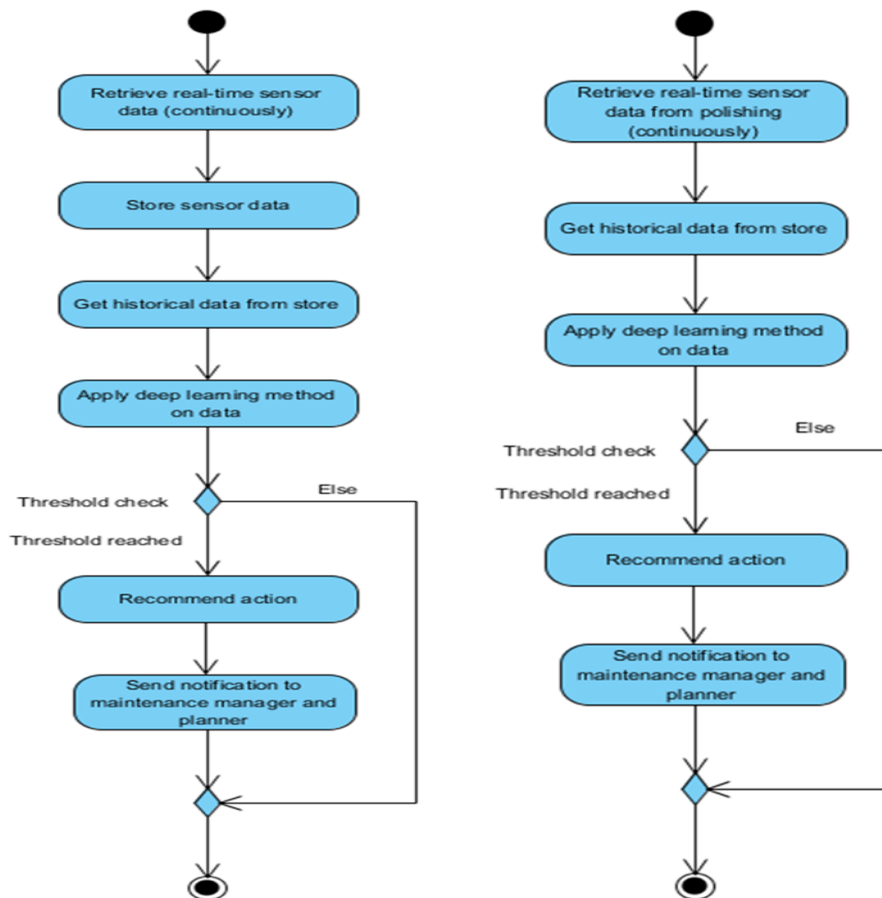 Retrieve real-time sensor
data (continuously)
Store sensor data
Get historical data from store
Apply deep learning method
on data
Threshold check
Else
Threshold reached
Recommend action
Send notification to
maintenance manager and
planner
Retrieve real-time sensor
data from polishing
(continuously)
Get historical data from store
Apply deep learning method
on data
Else
Threshold check
Threshold reached
Recommend action
Send notification to
maintenance manager and
planner